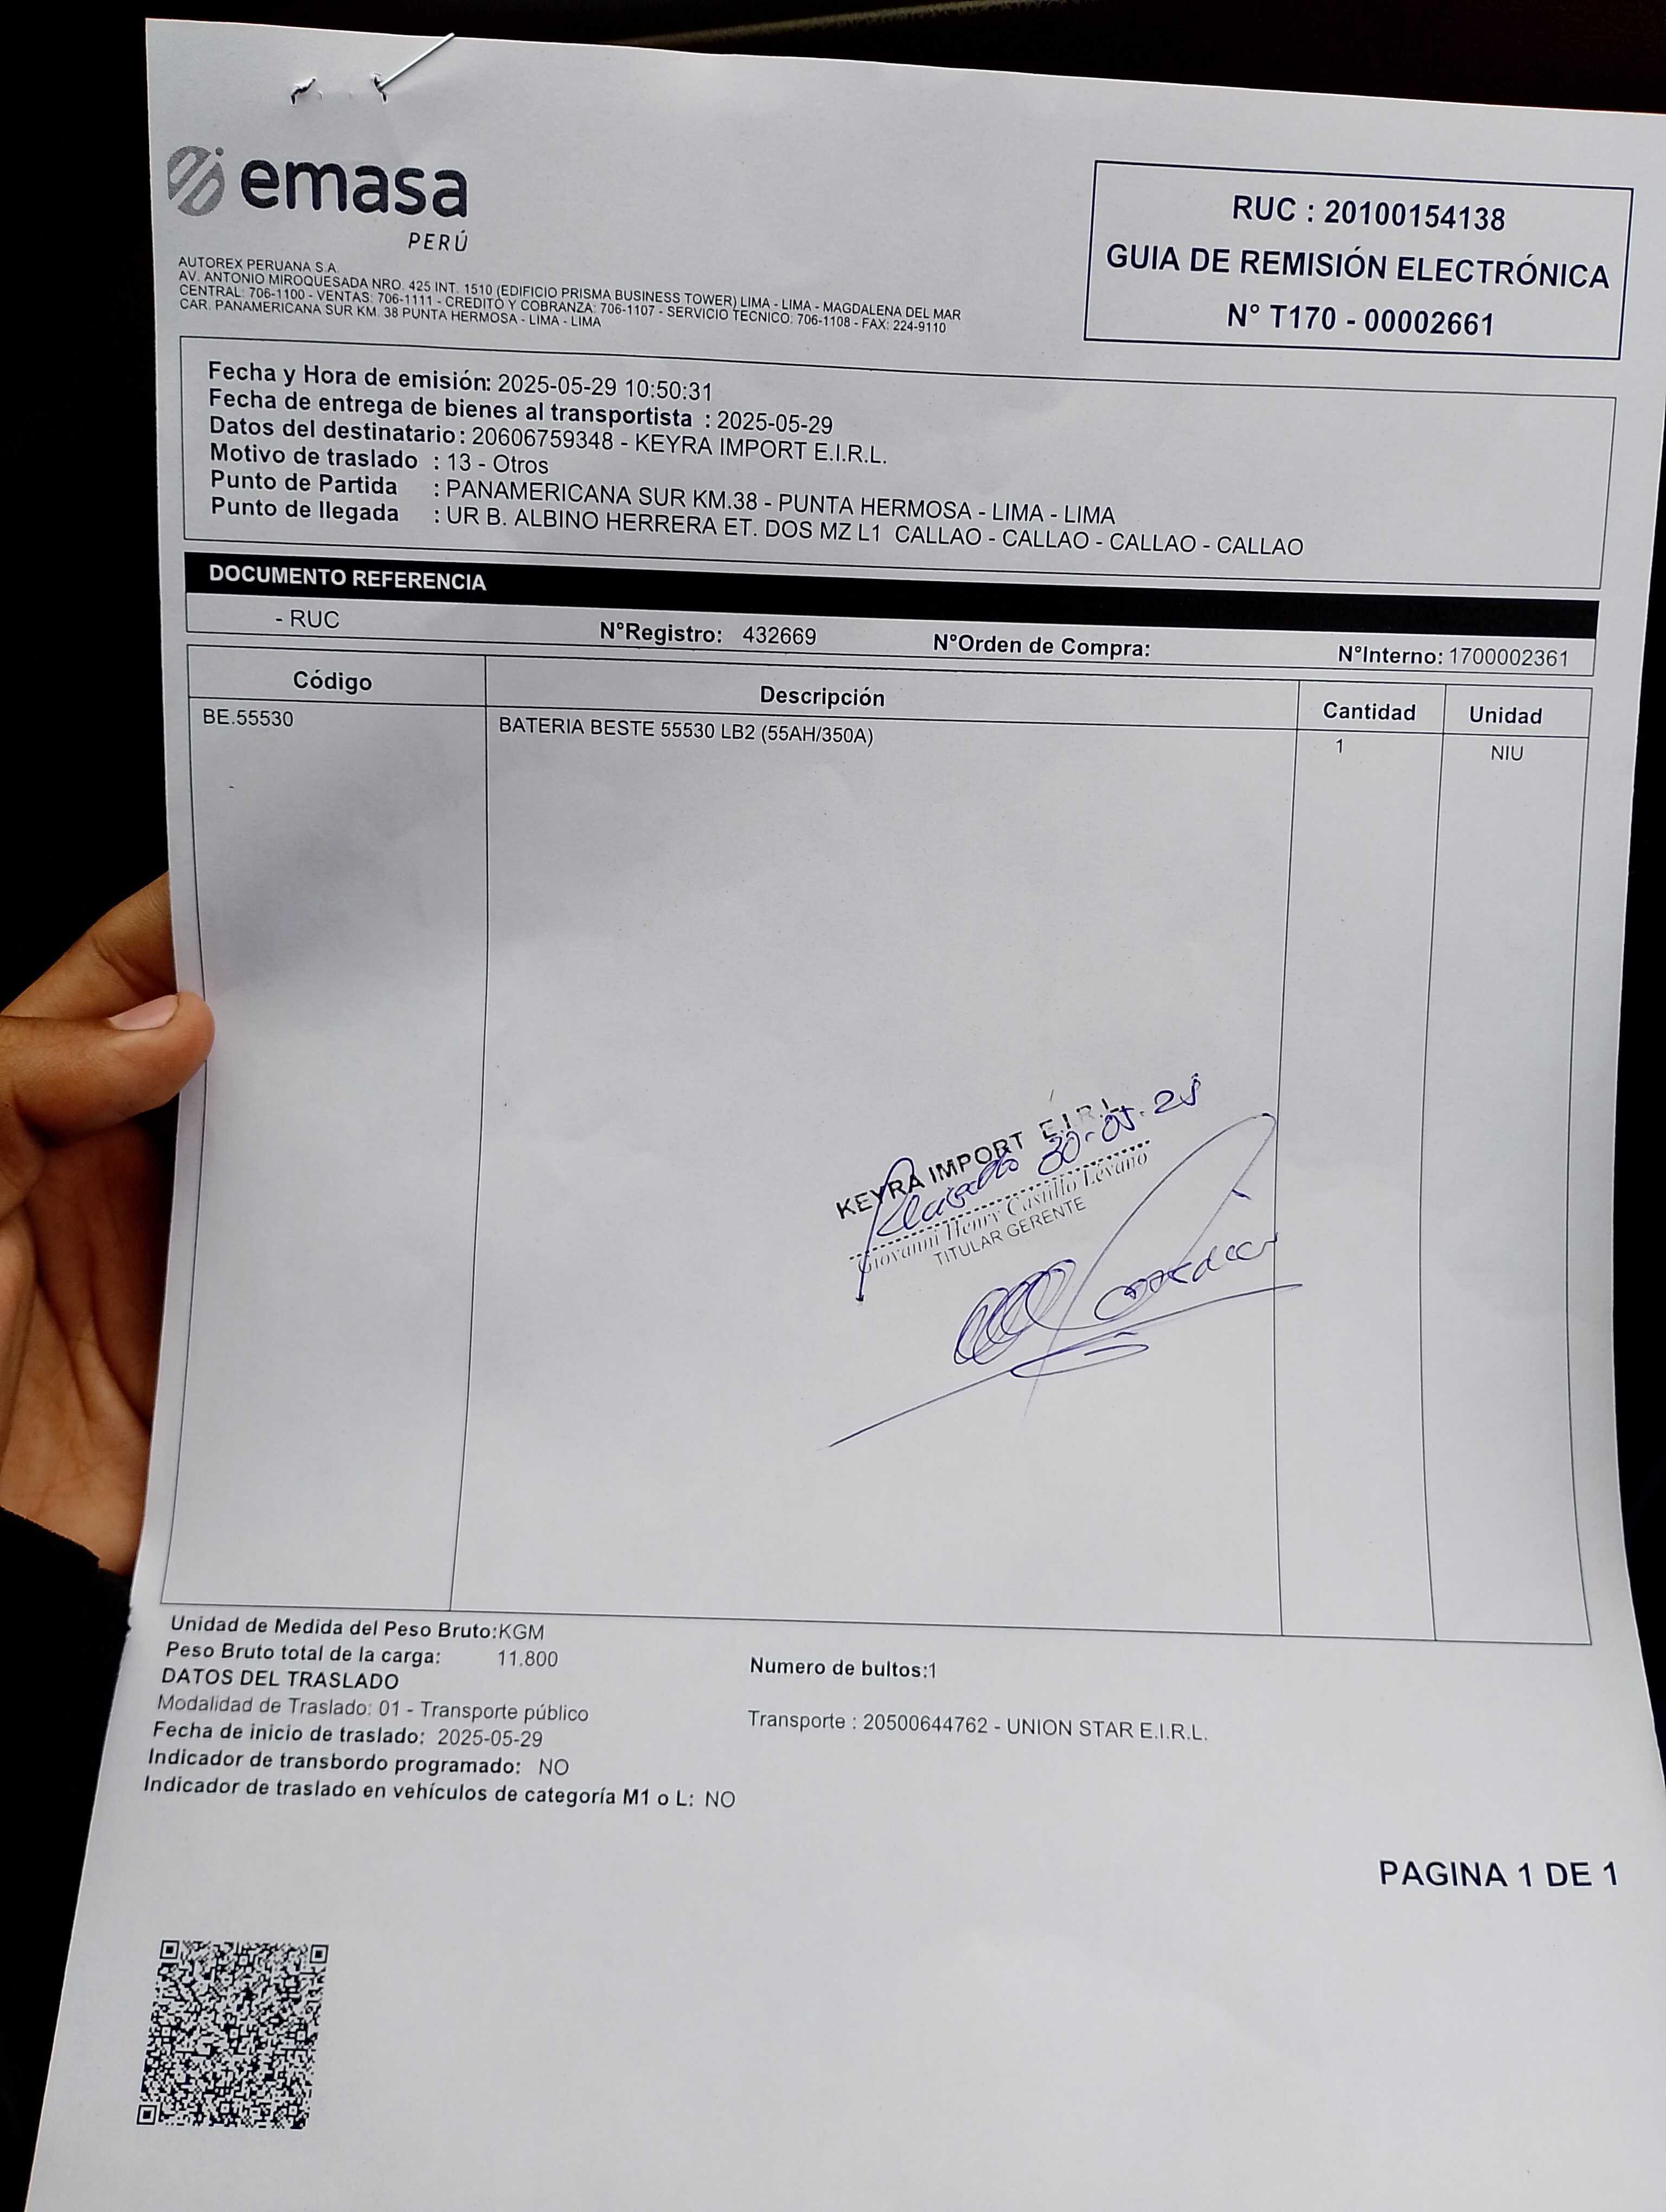 emasa
PERÚ
AUTOREX PERUANA S.A.
AV. ANTONIO MIROQUESADA NRO. 425 INT. 1510 (EDIFICIO PRISMA BUSINESS TOWER) LIMA - LIMA - MAGDALENA DEL MAR
CENTRAL: 706-1100 - VENTAS: 706-1111 - CREDITO Y COBRANZA: 706-1107 - SERVICIO TECNICO: 706-1108 - FAX: 224-9110
CAR. PANAMERICANA SUR KM. 38 PUNTA HERMOSA - LIMA - LIMA
RUC : 20100154138
GUIA DE REMISIÓN ELECTRÓNICA
N° T170 - 00002661
Fecha y Hora de emisión: 2025-05-29 10:50:31
Fecha de entrega de bienes al transportista : 2025-05-29
Datos del destinatario: 20606759348 - KEYRA IMPORT E.I.R.L.
Motivo de traslado : 13 - Otros
Punto de Partida : PANAMERICANA SUR KM.38 - PUNTA HERMOSA - LIMA - LIMA
Punto de llegada : UR B. ALBINO HERRERA ET. DOS MZ L1 CALLAO - CALLAO - CALLAO - CALLAO
DOCUMENTO REFERENCIA
- RUC N°Registro: 432669 N°Orden de Compra: N°Interno: 1700002361
Código Descripción Cantidad Unidad
BE.55530 BATERIA BESTE 55530 LB2 (55AH/350A) 1 NIU
KEYRA IMPORT E.I.R.L.
30-05-25
Giovanni Henry Castillo Lévano
TITULAR GERENTE
Unidad de Medida del Peso Bruto:KGM
Peso Bruto total de la carga: 11.800 Numero de bultos:1
DATOS DEL TRASLADO
Modalidad de Traslado: 01 - Transporte público Transporte : 20500644762 - UNION STAR E.I.R.L.
Fecha de inicio de traslado: 2025-05-29
Indicador de transbordo programado: NO
Indicador de traslado en vehículos de categoría M1 o L: NO
PAGINA 1 DE 1